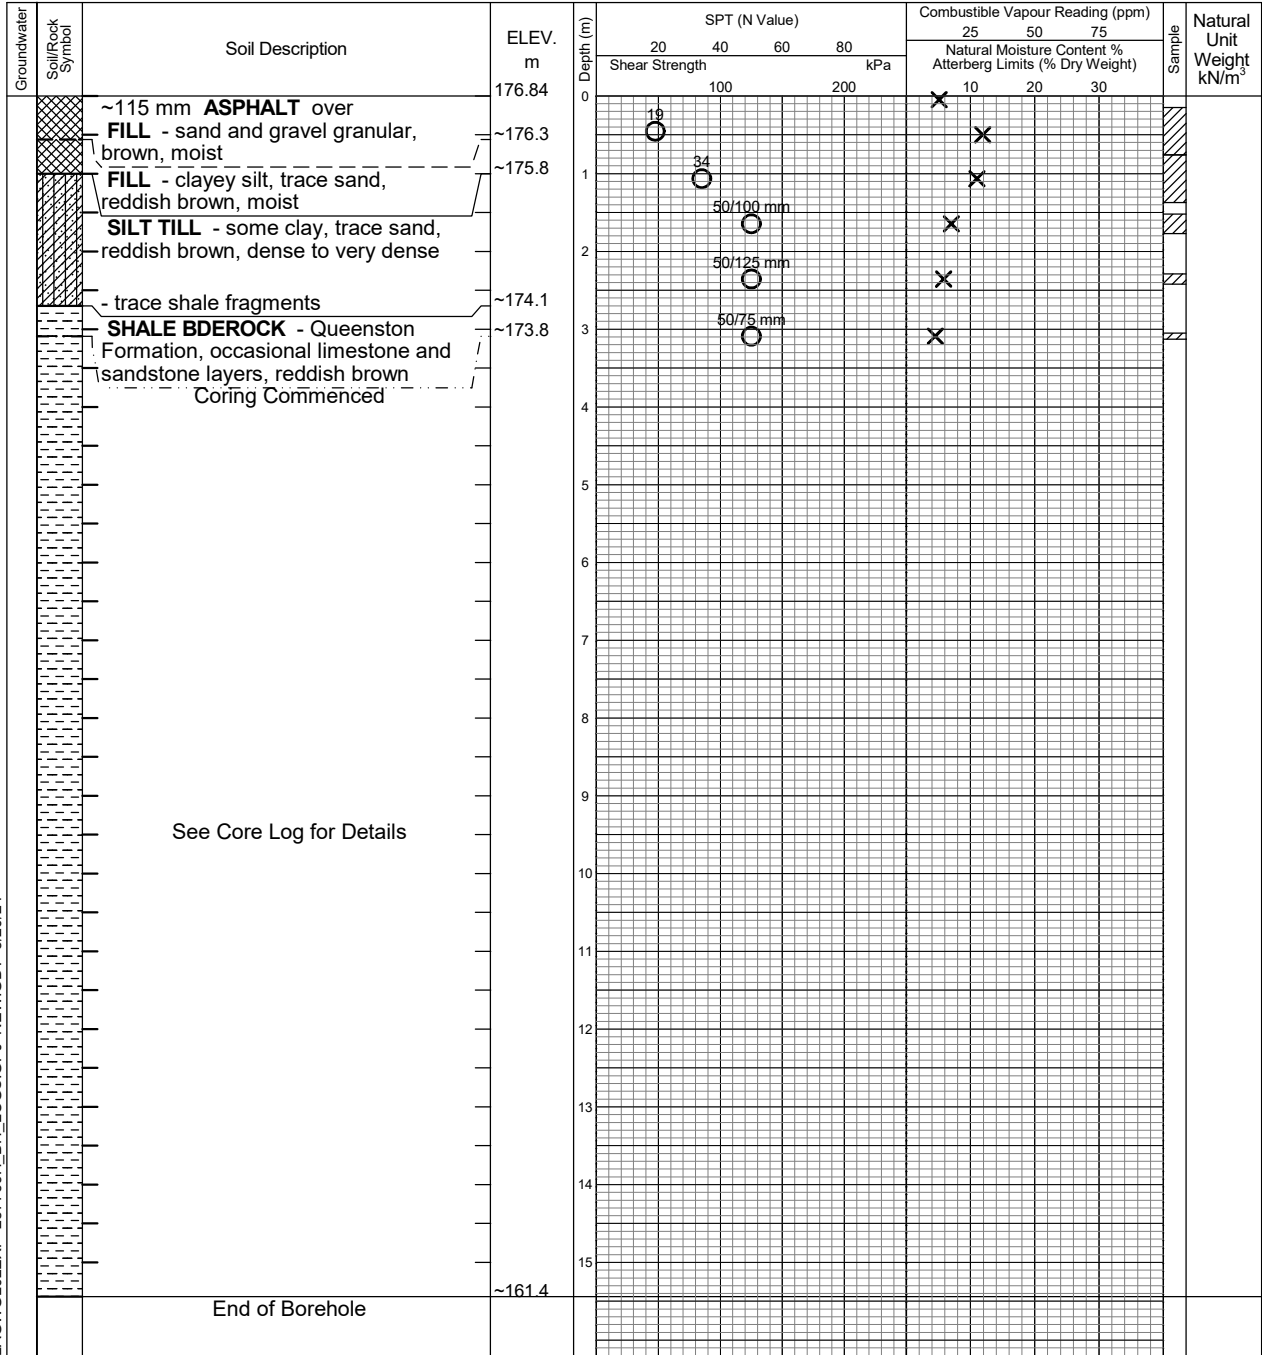 Groundwater
Soil/Rock
Symbol
Soil Description
ELEV.
m
176.84
Depth (m)
SPT (N Value)
20 40 60 80
Shear Strength kPa
100 200
Combustible Vapour Reading (ppm)
25 50 75
Natural Moisture Content %
Atterberg Limits (% Dry Weight)
10 20 30
Sample
Natural
Unit
Weight
kN/m³
0
~115 mm ASPHALT over
FILL - sand and gravel granular,
brown, moist
~176.3
19
~175.8
FILL - clayey silt, trace sand,
reddish brown, moist
34
1
SILT TILL - some clay, trace sand,
reddish brown, dense to very dense
50/100 mm
2
50/125 mm
- trace shale fragments
~174.1
SHALE BDEROCK - Queenston
Formation, occasional limestone and
sandstone layers, reddish brown
~173.8
50/75 mm
3
Coring Commenced
4
5
6
7
8
9
See Core Log for Details
10
11
12
13
14
15
~161.4
End of Borehole